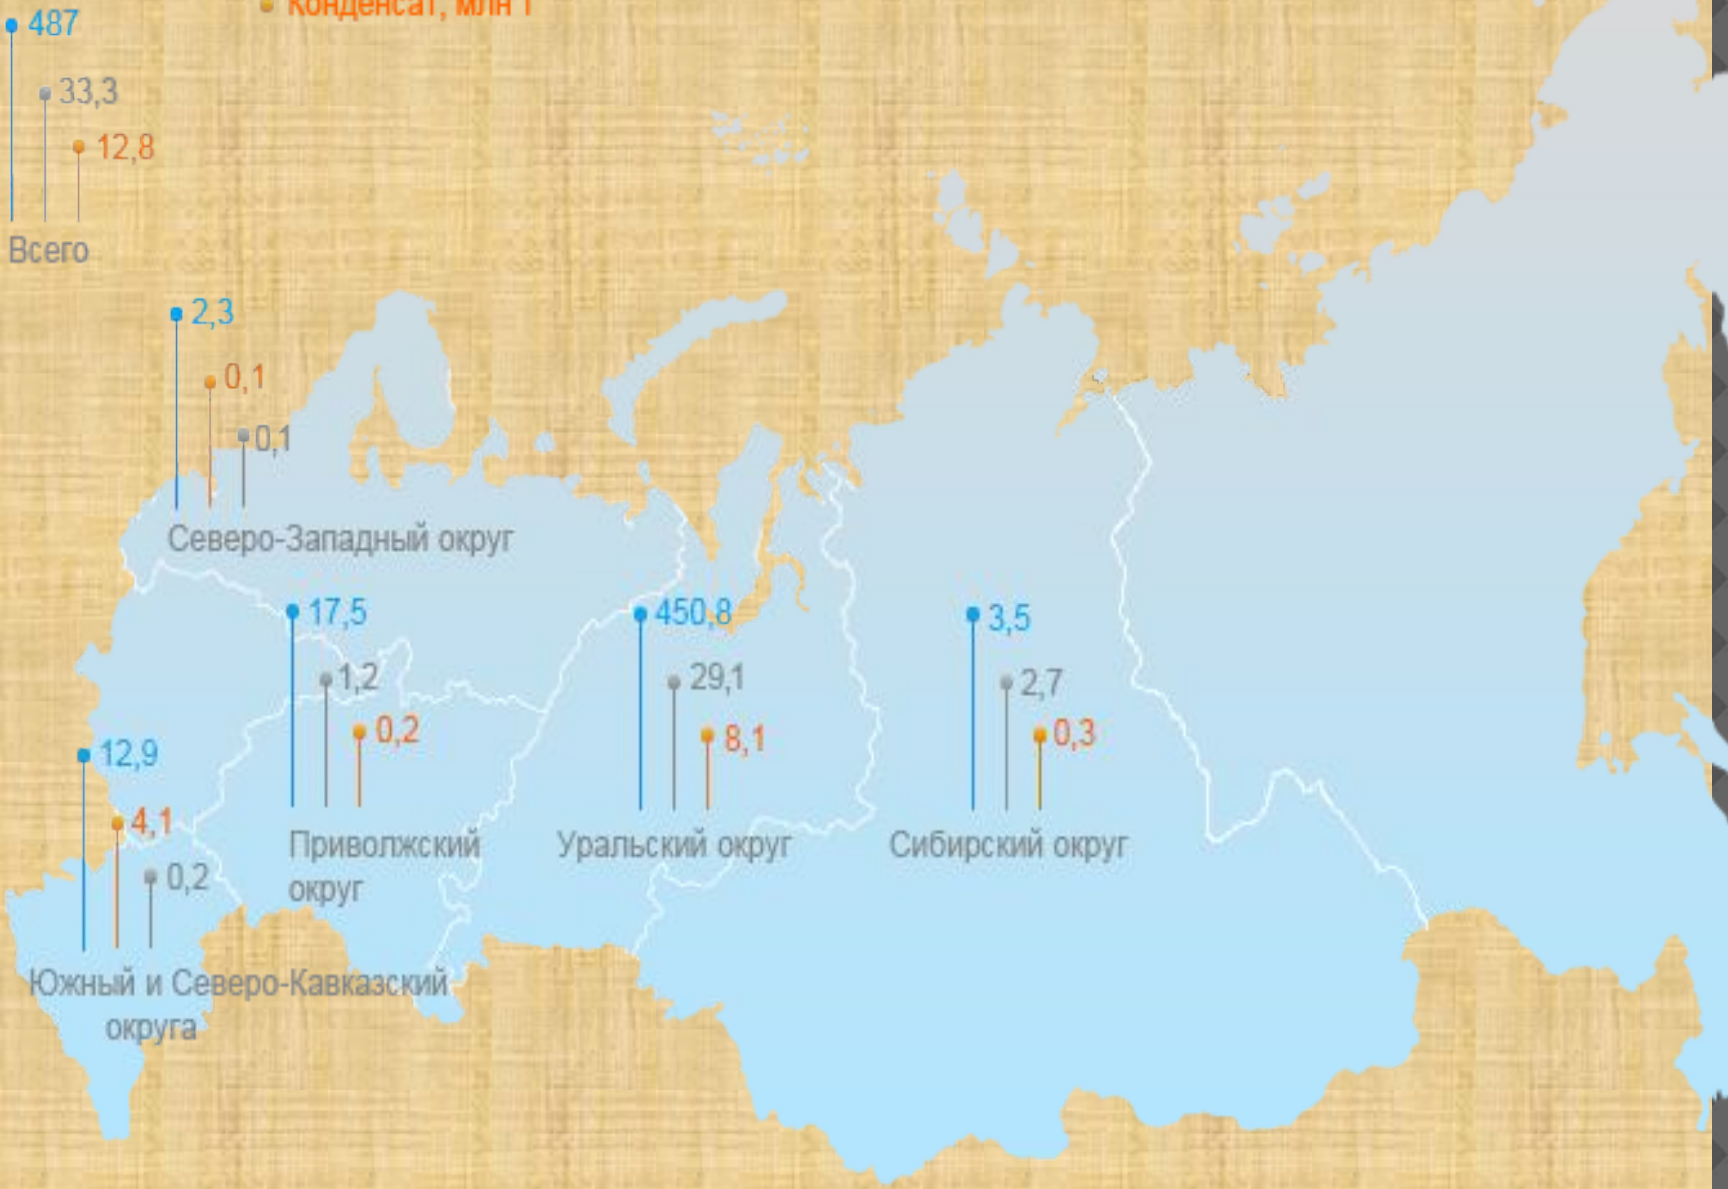 Конденсат, млн т
487
33,3
12,8
Всего
2,3
0,1
0,1
Северо-Западный округ
17,5
1,2
0,2
Приволжский
округ
450,8
29,1
8,1
Уральский округ
3,5
2,7
0,3
Сибирский округ
12,9
4,1
0,2
Южный и Северо-Кавказский
округа